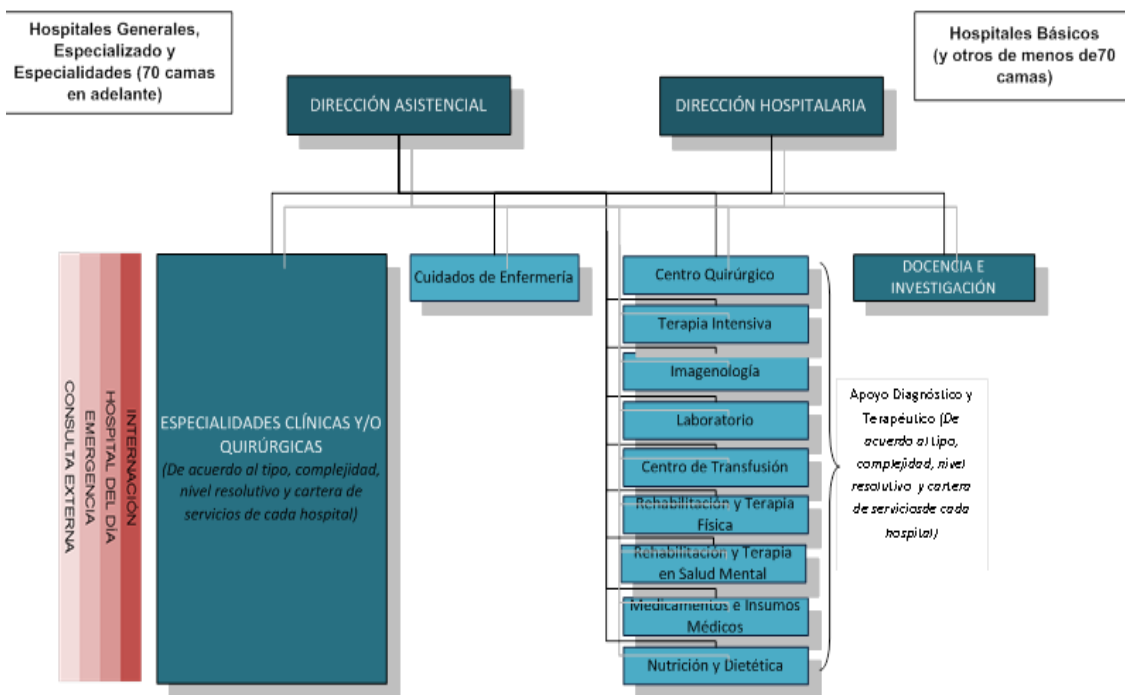 Hospitales Generales,
Especializado y
Especialidades (70 camas
en adelante)
Hospitales Básicos
(y otros de menos de70
camas)
DIRECCIÓN ASISTENCIAL
DIRECCIÓN HOSPITALARIA
CONSULTA EXTERNA
EMERGENCIA
HOSPITAL DEL DÍA
INTERNACIÓN
ESPECIALIDADES CLÍNICAS Y/O
QUIRÚRGICAS
(De acuerdo al tipo, complejidad,
nivel resolutivo y cartera de
servicios de cada hospital)
Cuidados de Enfermería
Centro Quirúrgico
Terapia Intensiva
Imagenología
Laboratorio
Centro de Transfusión
Rehabilitación y Terapia
Física
Rehabilitación y Terapia
en Salud Mental
Medicamentos e Insumos
Médicos
Nutrición y Dietética
DOCENCIA E
INVESTIGACIÓN
Apoyo Diagnóstico y
Terapéutico (De
acuerdo al tipo,
complejidad, nivel
resolutivo y cartera
de serviciosde cada
hospital)